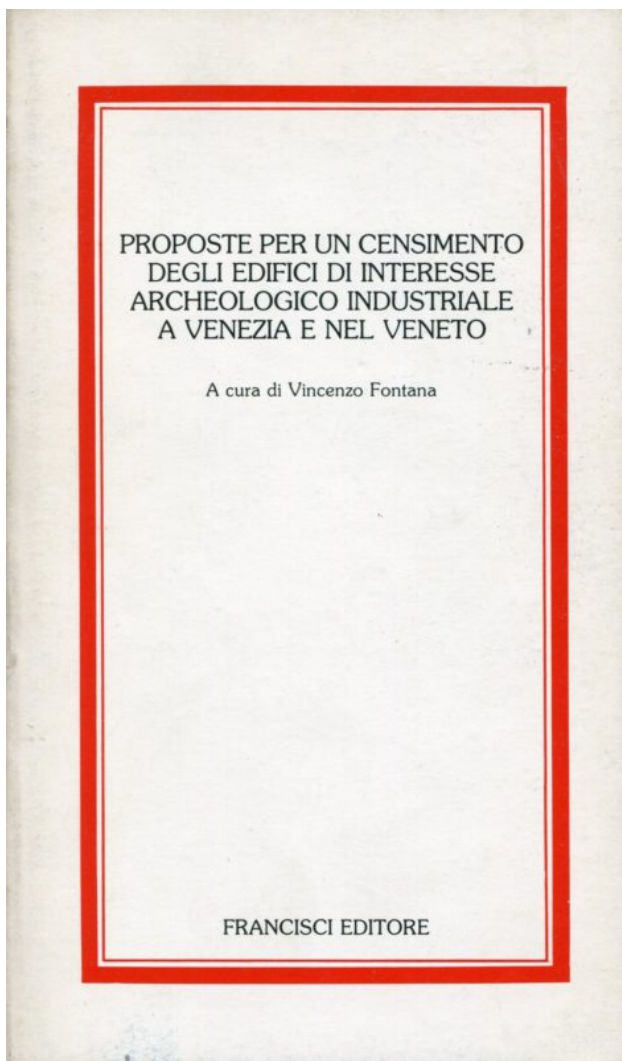 PROPOSTE PER UN CENSIMENTO
DEGLI EDIFICI DI INTERESSE
ARCHEOLOGICO INDUSTRIALE
A VENEZIA E NEL VENETO
A cura di Vincenzo Fontana
FRANCISCI EDITORE